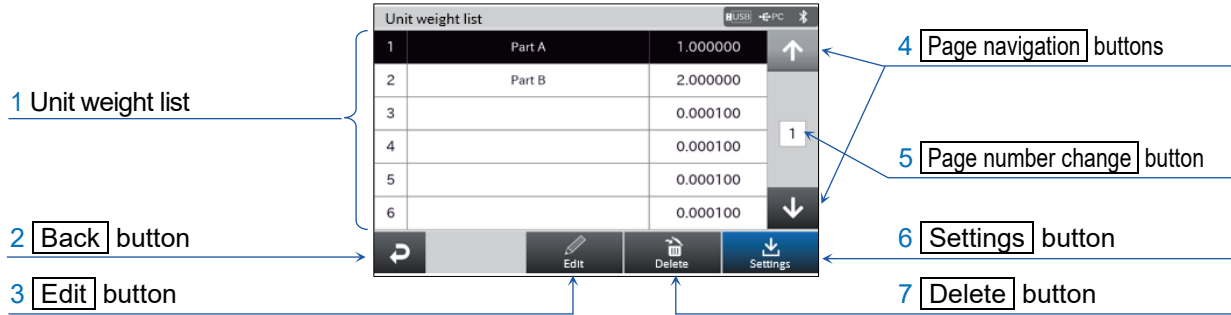 Unit weight list
USB PC
1 Part A 1.000000
2 Part B 2.000000
3 0.000100
4 0.000100
5 0.000100
6 0.000100
1
Edit Delete Settings
1 Unit weight list
2 Back button
3 Edit button
4 Page navigation buttons
5 Page number change button
6 Settings button
7 Delete button